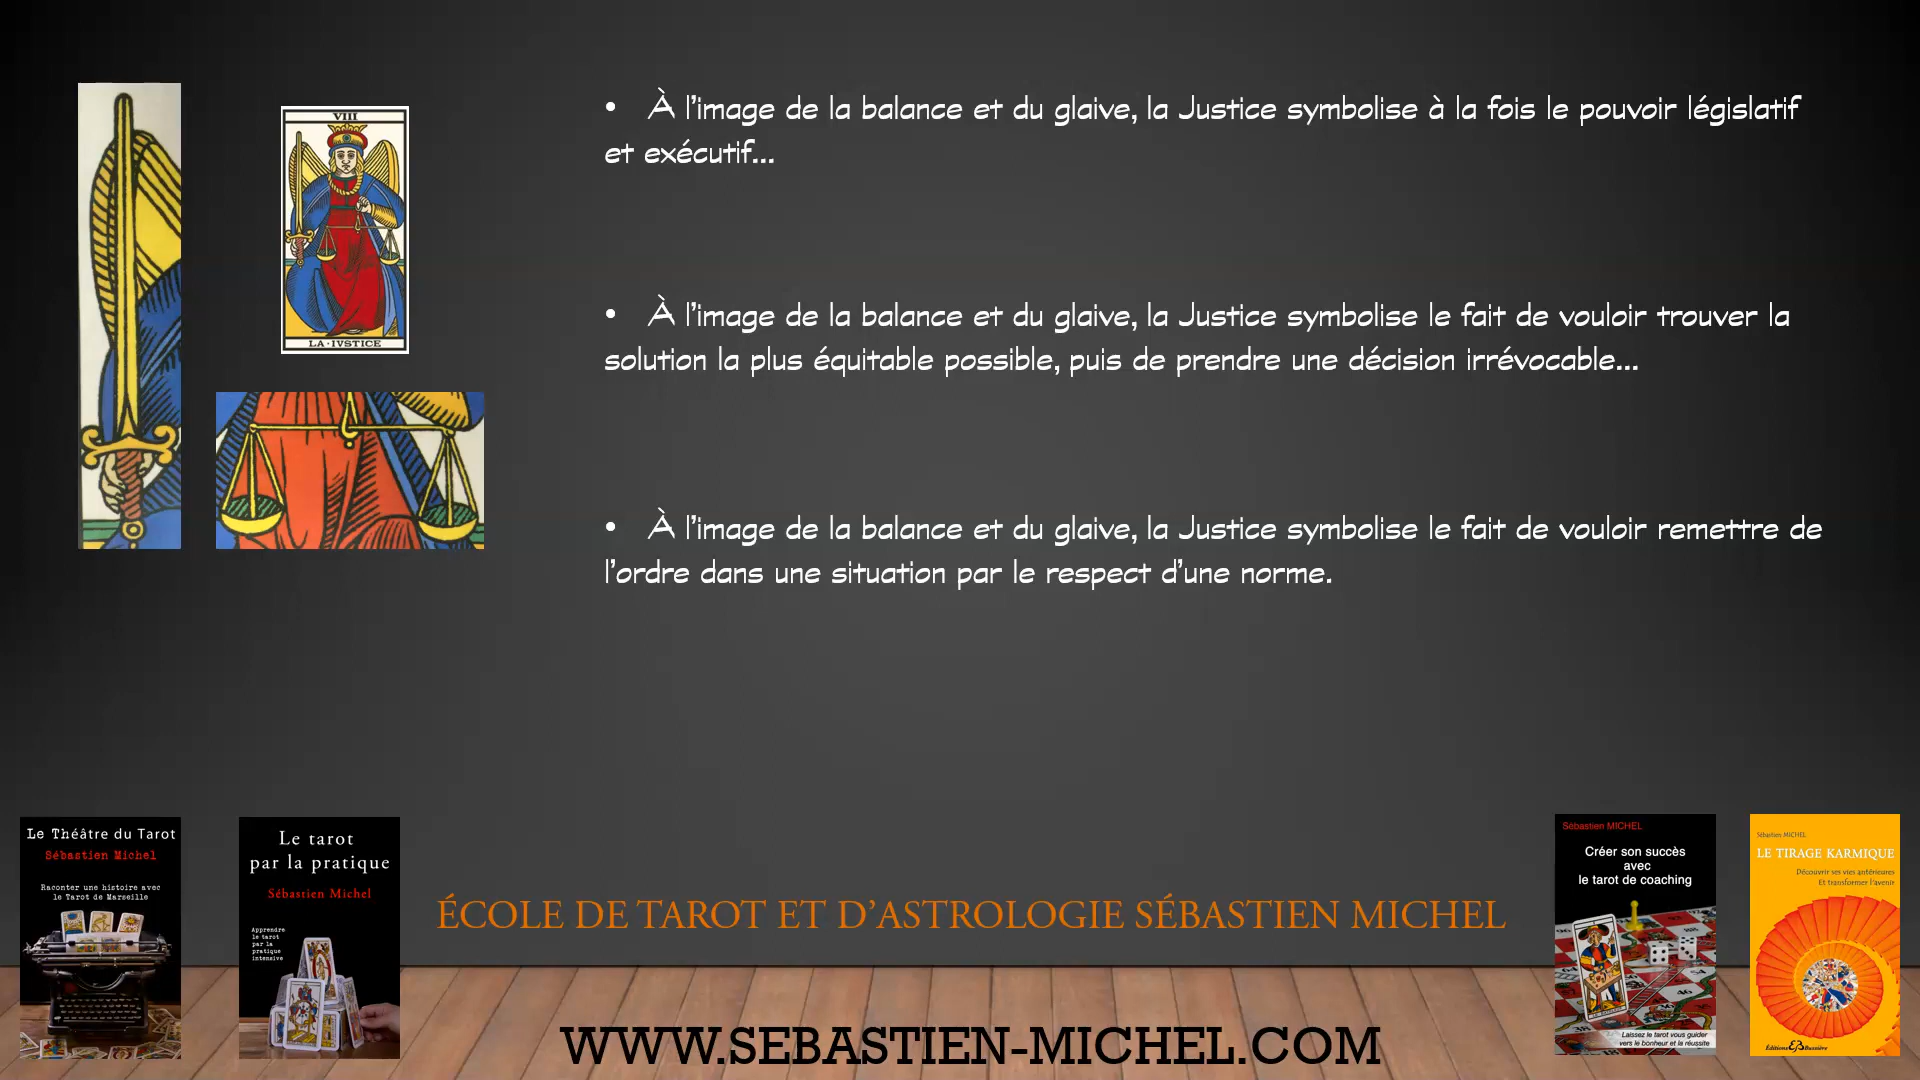 VIII
LA·IVSTICE
• À l'image de la balance et du glaive, la Justice symbolise à la fois le pouvoir législatif
et exécutif...
• À l'image de la balance et du glaive, la Justice symbolise le fait de vouloir trouver la
solution la plus équitable possible, puis de prendre une décision irrévocable...
• À l'image de la balance et du glaive, la Justice symbolise le fait de vouloir remettre de
l'ordre dans une situation par le respect d'une norme.
Le Théâtre du Tarot
Sébastien Michel
Raconter une histoire avec
le Tarot de Marseille
Le tarot
par la pratique
Sébastien Michel
Apprendre
le tarot
par la
pratique
intensive
ÉCOLE DE TAROT ET D'ASTROLOGIE SÉBASTIEN MICHEL
WWW.SEBASTIEN-MICHEL.COM
Sébastien MICHEL
Créer son succès
avec
le tarot de coaching
Laissez le tarot vous guider
vers le bonheur et la réussite
Sébastien MICHEL
LE TIRAGE KARMIQUE
Découvrir ses vies antérieures
Et transformer l'avenir
Éditions Bussière